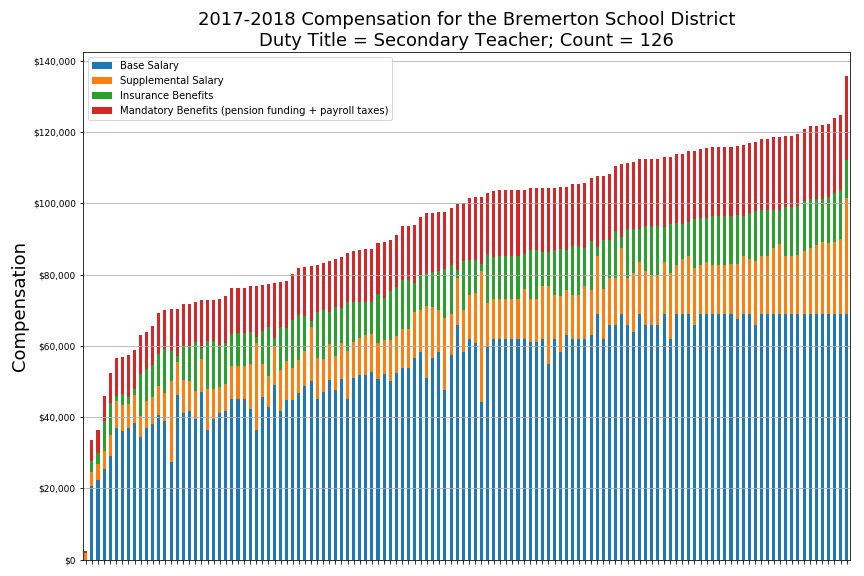 2017-2018 Compensation for the Bremerton School District
Duty Title = Secondary Teacher; Count = 126
Base Salary
Supplemental Salary
Insurance Benefits
Mandatory Benefits (pension funding + payroll taxes)
Compensation
$140,000
$120,000
$100,000
$80,000
$60,000
$40,000
$20,000
$0